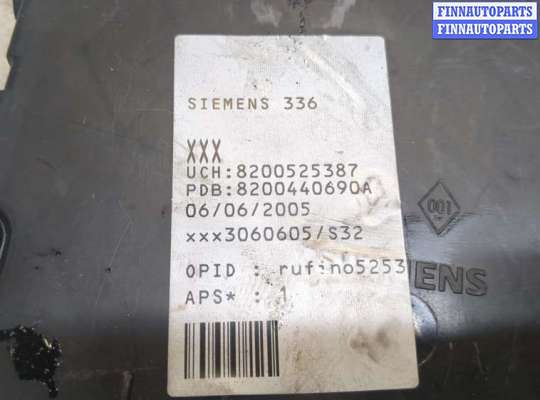 FINNAUTOPARTS
FINNAUTOPARTS
SIEMENS 336
XXX
UCH:8200525387
PDB:8200440690A
06/06/2005
xxx3060605/S32
OPID : rufino5253
APS* : 1
001
ENS